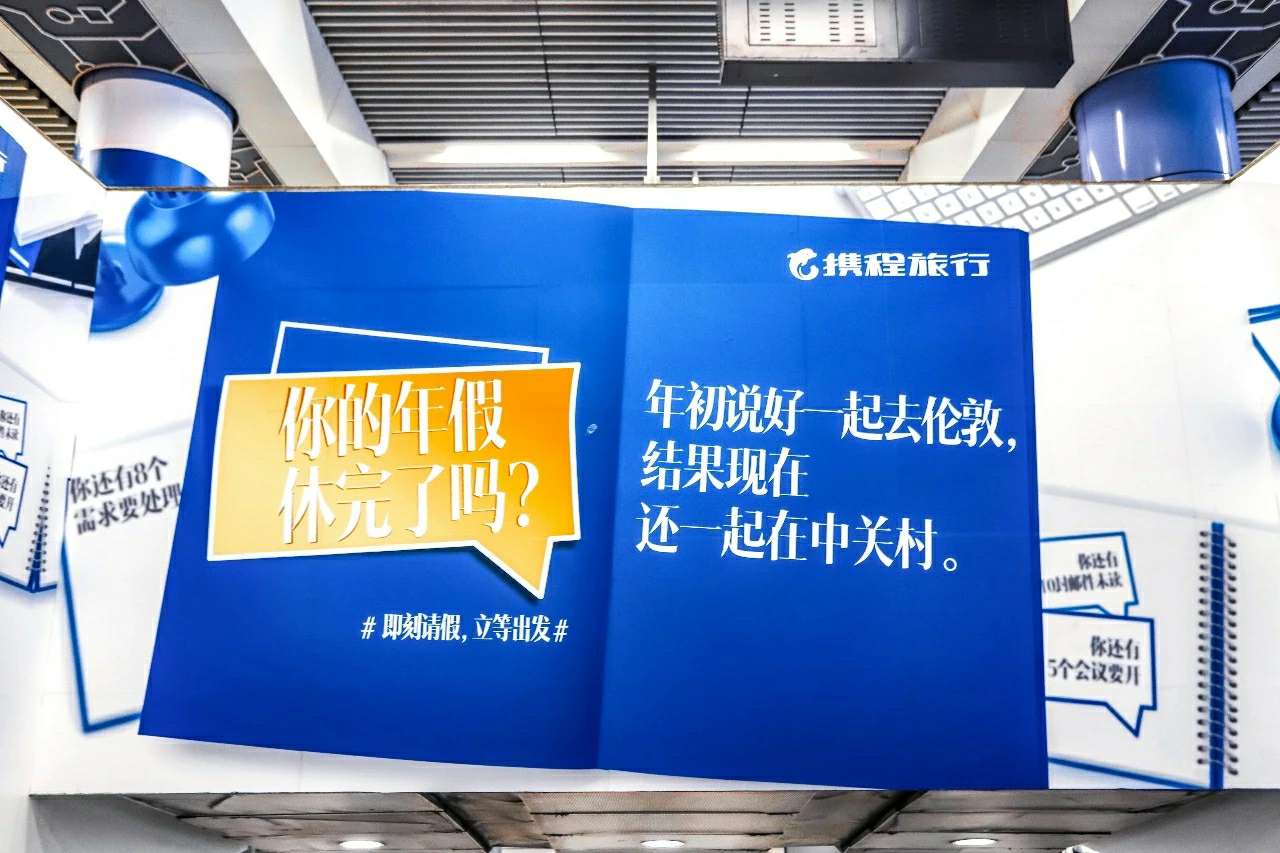 携程旅行
你的年假
休完了吗?
#即刻请假,立等出发#
年初说好一起去伦敦,
结果现在
还一起在中关村。
你还有8个
需求要处理
你还有
10封邮件未读
你还有
5个会议要开